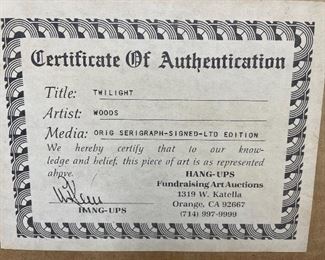 Certificate Of Authentication
Title: TWILIGHT
Artist: WOODS
Media: ORIG SERIGRAPH-SIGNED-LTD EDITION
We hereby certify that to our know-
ledge and belief, this piece of art is as represented
above.
HANG-UPS
Fundraising Art Auctions
1319 W. Katella
Orange, CA 92667
(714) 997-9999
HANG-UPS